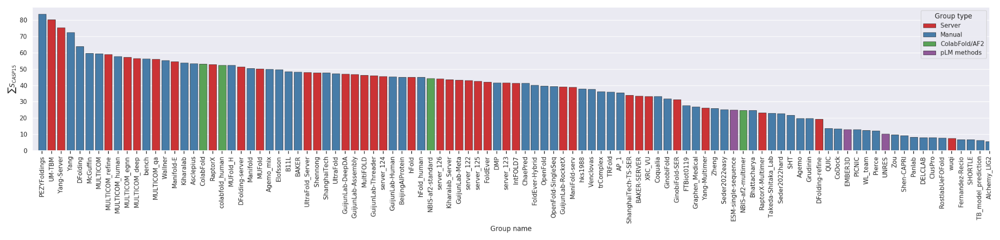 80
70
60
50
40
30
20
10
0
∑S_CASP15
Group type
Server
Manual
ColabFold/AF2
pLM methods
PEZYFoldings
UM-TBM
Yang-Server
Yang
DFolding
McGuffin
MULTICOM
MULTICOM_refine
MULTICOM_human
MULTICOM_egnn
MULTICOM_deep
bench
MULTICOM_qa
Wallner
Manifold-E
Kiharalab
Asclepius
ColabFold
RaptorX
colabfold_human
MUFold_H
DFolding-server
Manifold
MUFold
Agemo_mix
Elofsson
B11L
BAKER
UltraFold_Server
Shennong
ShanghaiTech
UltraFold
GuijunLab-DeepDA
GuijunLab-Assembly
MultiFOLD
GuijunLab-Threader
server_124
GuijunLab-Human
BeijingAIProtein
hFold
hFold_human
NBIS-af2-standard
server_126
Kiharalab_Server
GuijunLab-Meta
server_122
server_125
FoldEver
DMP
server_123
IntFOLD7
ChaePred
FoldEver-Hybrid
OpenFold
OpenFold-SingleSeq
GuijunLab-RocketX
ManiFold-serv
hks1988
Venclovas
trComplex
TRFold
AP_1
ShanghaiTech-TS-SER
BAKER-SERVER
XRC_VU
Coqualia
GinobiFold
GinobiFold-SER
FTBiot0119
Graphen_Medical
Yang-Multimer
Zheng
Seder2022easy
ESM-single-sequence
NBIS-af2-multimer
Bhattacharya
RaptorX-Multimer
Takeda-Shitaka_Lab
Seder2022hard
SHT
Agemo
Grudinin
DFolding-refine
QUIC
CoDock
EMBER3D
PICNIC
WL_team
Pierce
UNRES
Zou
Shen-CAPRI
Panlab
DELCLAB
ClusPro
RostlabUeFOFold
wuqi
Fernandez-Recio
SHORTLE
TB_model_prediction
Alchemy_LIG2
Group name